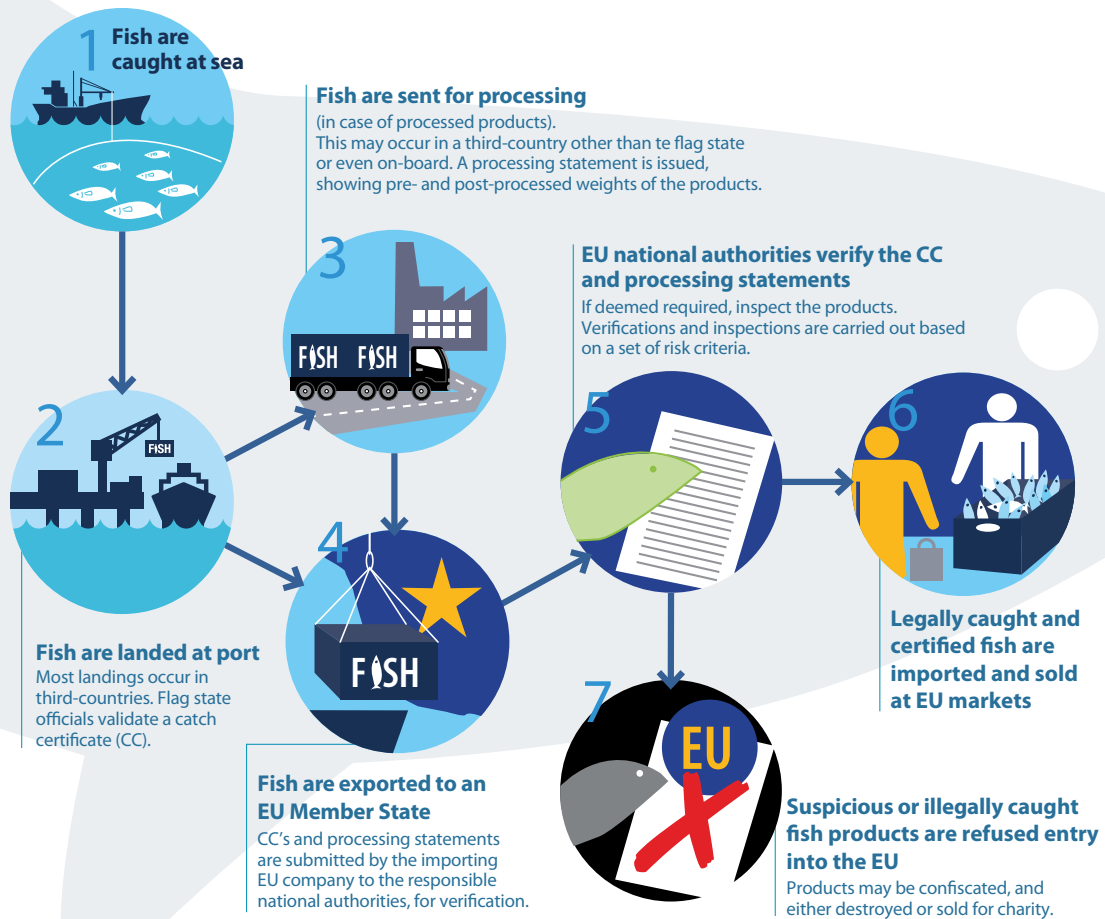 1
Fish are
caught at sea
Fish are sent for processing
(in case of processed products).
This may occur in a third-country other than te flag state
or even on-board. A processing statement is issued,
showing pre- and post-processed weights of the products.
2
FISH
Fish are landed at port
Most landings occur in
third-countries. Flag state
officials validate a catch
certificate (CC).
3
FISH FISH
4
FISH
Fish are exported to an
EU Member State
CC's and processing statements
are submitted by the importing
EU company to the responsible
national authorities, for verification.
EU national authorities verify the CC
and processing statements
If deemed required, inspect the products.
Verifications and inspections are carried out based
on a set of risk criteria.
5
6
Legally caught and
certified fish are
imported and sold
at EU markets
7
EU
Suspicious or illegally caught
fish products are refused entry
into the EU
Products may be confiscated, and
either destroyed or sold for charity.